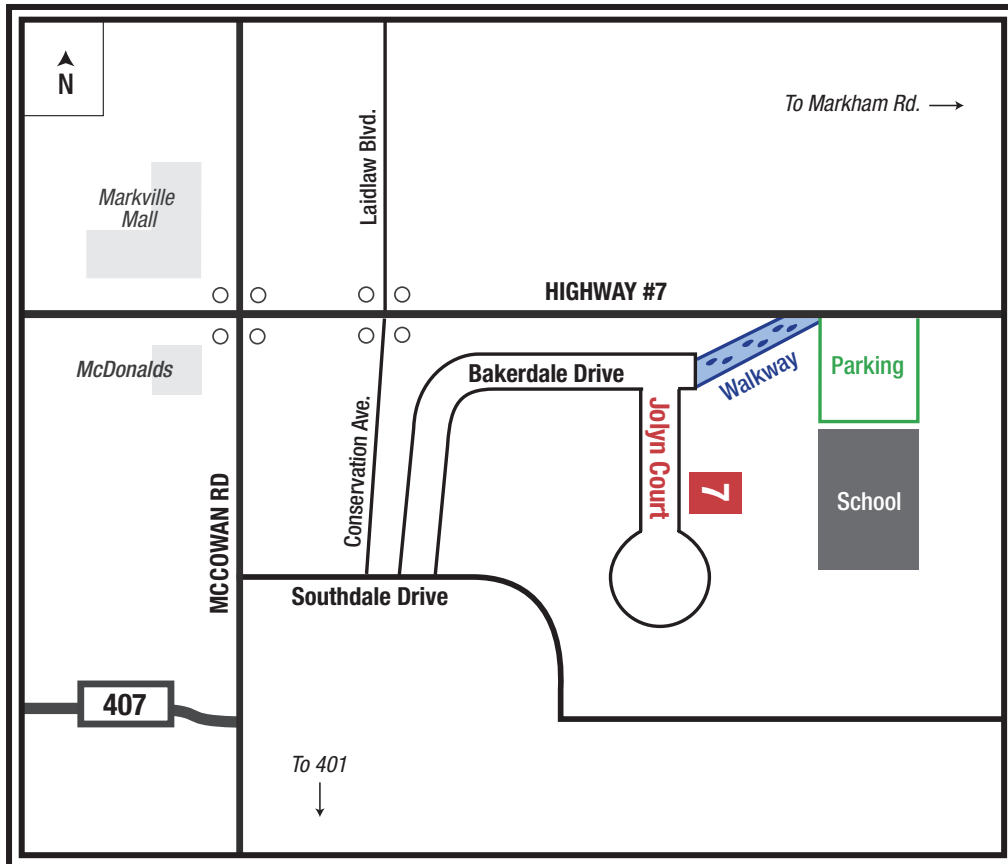 N
To Markham Rd.
Laidlaw Blvd.
Markville
Mall
HIGHWAY #7
McDonalds
Bakerdale Drive
Walkway
Parking
Conservation Ave.
Jolyn Court
7
School
MCCOWAN RD
Southdale Drive
407
To 401